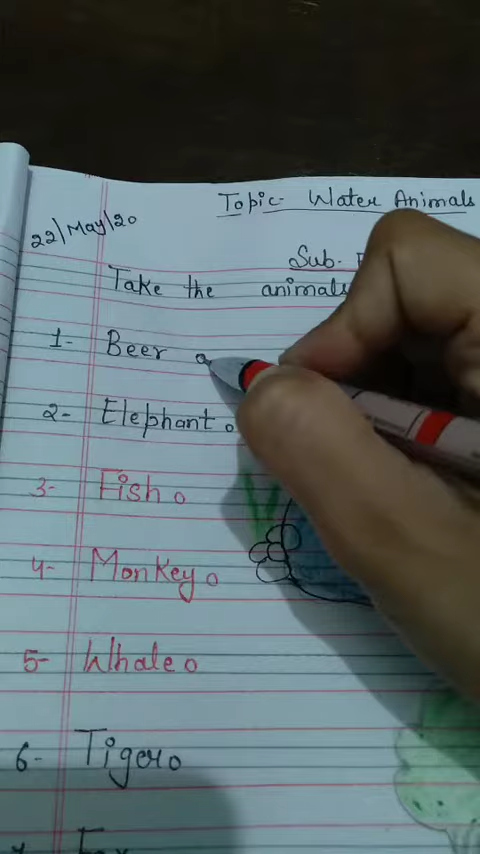 Topic- Water Animals
22/May/20
Sub-
Take the animals
1- Beer
2- Elephant
3- Fish
4- Monkey
5- Whale
6- Tiger